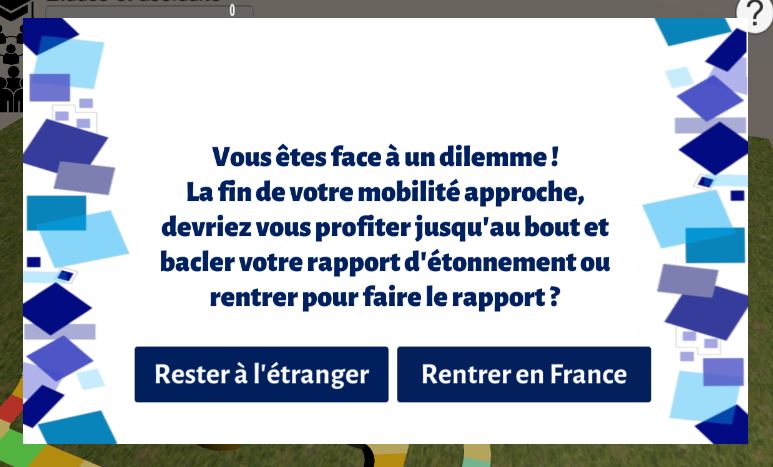 ?
0
Vous êtes face à un dilemme !
La fin de votre mobilité approche,
devriez vous profiter jusqu'au bout et
bacler votre rapport d'étonnement ou
rentrer pour faire le rapport ?
Rester à l'étranger
Rentrer en France